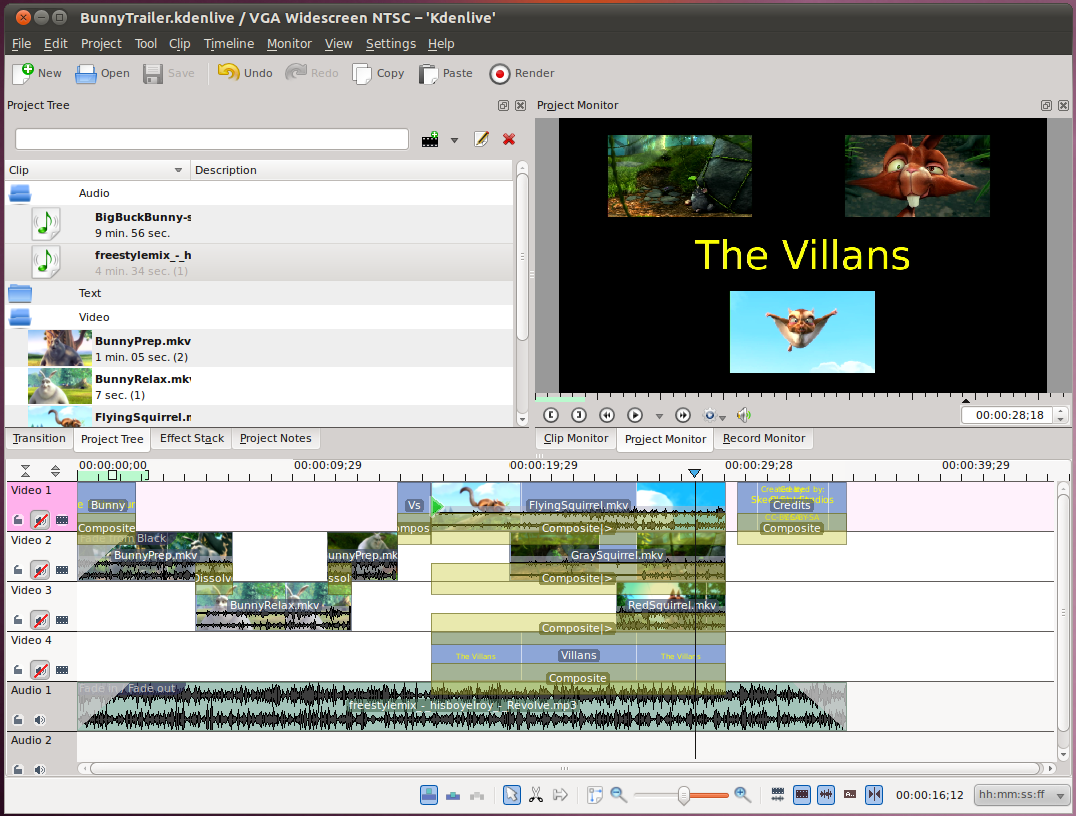 BunnyTrailer.kdenlive / VGA Widescreen NTSC – 'Kdenlive'
File Edit Project Tool Clip Timeline Monitor View Settings Help
New Open Save Undo Redo Copy Paste Render
Project Tree
Project Monitor
Clip Description
Audio
BigBuckBunny-s
9 min. 56 sec.
freestylemix_-_h
4 min. 34 sec. (1)
Text
Video
BunnyPrep.mkv
1 min. 05 sec. (2)
BunnyRelax.mkv
7 sec. (1)
FlyingSquirrel.m
The Villans
00:00:28;18
Transition Project Tree Effect Stack Project Notes
Clip Monitor Project Monitor Record Monitor
00:00:00;00 00:00:09;29 00:00:19;29 00:00:29;28 00:00:39;29
Video 1
Bunny
Vs
FlyingSquirrel.mkv
Created by:
Credits
Composite
mpos
Composite|>
Composite
Video 2
Fade from Black
BunnyPrep.mkv
unnyPrep.mk
GraySquirrel.mkv
Dissolv
ssol
Composite|>
Video 3
BunnyRelax.mkv
RedSquirrel.mkv
Composite|>
Video 4
The Villans
Villans
The Villans
Composite
Audio 1
Fade in / Fade out
freestylemix - hisboyelroy - Revolve.mp3
Audio 2
00:00:16;12 hh:mm:ss:ff